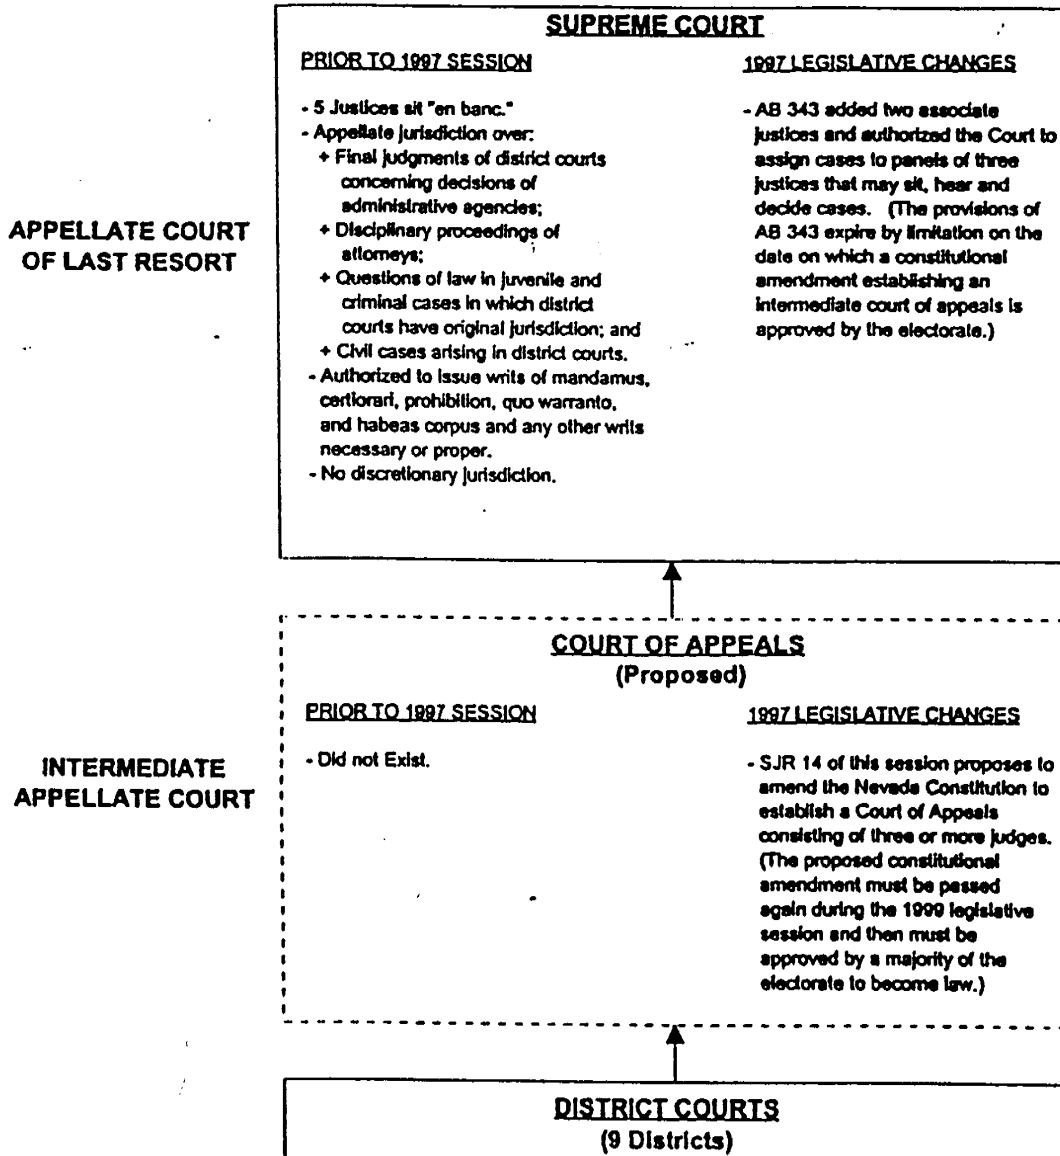 SUPREME COURT
PRIOR TO 1997 SESSION
- 5 Justices sit "en banc."
- Appellate jurisdiction over:
+ Final judgments of district courts
concerning decisions of
administrative agencies;
+ Disciplinary proceedings of
attorneys;
+ Questions of law in juvenile and
criminal cases in which district
courts have original jurisdiction; and
+ Civil cases arising in district courts.
- Authorized to issue writs of mandamus,
certiorari, prohibition, quo warranto,
and habeas corpus and any other writs
necessary or proper.
- No discretionary jurisdiction.
1997 LEGISLATIVE CHANGES
- AB 343 added two associate
justices and authorized the Court to
assign cases to panels of three
justices that may sit, hear and
decide cases. (The provisions of
AB 343 expire by limitation on the
date on which a constitutional
amendment establishing an
intermediate court of appeals is
approved by the electorate.)
APPELLATE COURT
OF LAST RESORT
COURT OF APPEALS
(Proposed)
PRIOR TO 1997 SESSION
- Did not Exist.
1997 LEGISLATIVE CHANGES
- SJR 14 of this session proposes to
amend the Nevada Constitution to
establish a Court of Appeals
consisting of three or more judges.
(The proposed constitutional
amendment must be passed
again during the 1999 legislative
session and then must be
approved by a majority of the
electorate to become law.)
INTERMEDIATE
APPELLATE COURT
DISTRICT COURTS
(9 Districts)